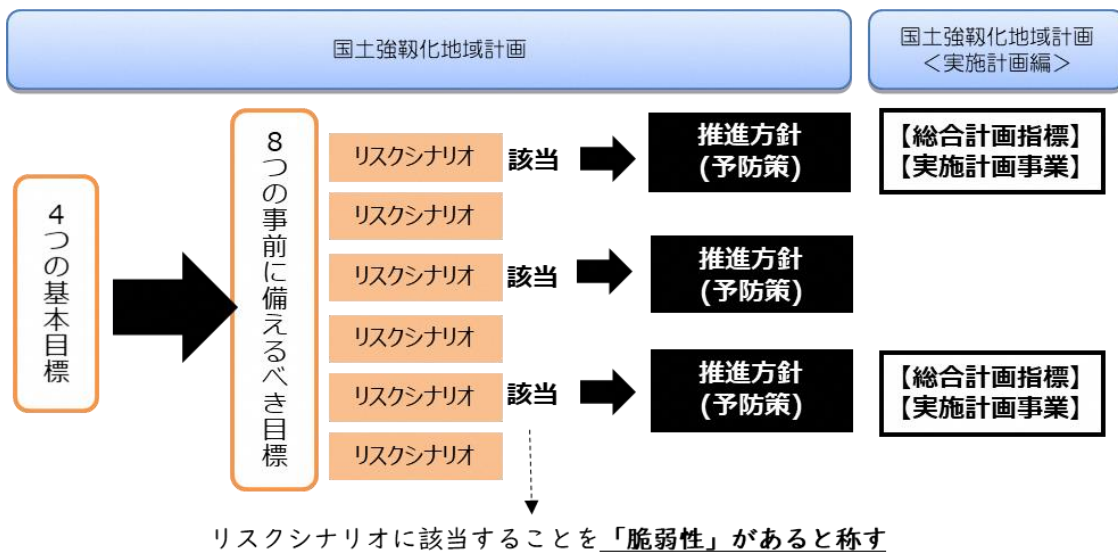 国土強靱化地域計画
国土強靱化地域計画
＜実施計画編＞
4つの基本目標
8つの事前に備えるべき目標
リスクシナリオ
該当
推進方針
(予防策)
【総合計画指標】
【実施計画事業】
リスクシナリオ
リスクシナリオ
該当
推進方針
(予防策)
リスクシナリオ
リスクシナリオ
該当
推進方針
(予防策)
【総合計画指標】
【実施計画事業】
リスクシナリオ
リスクシナリオに該当することを「脆弱性」があると称す